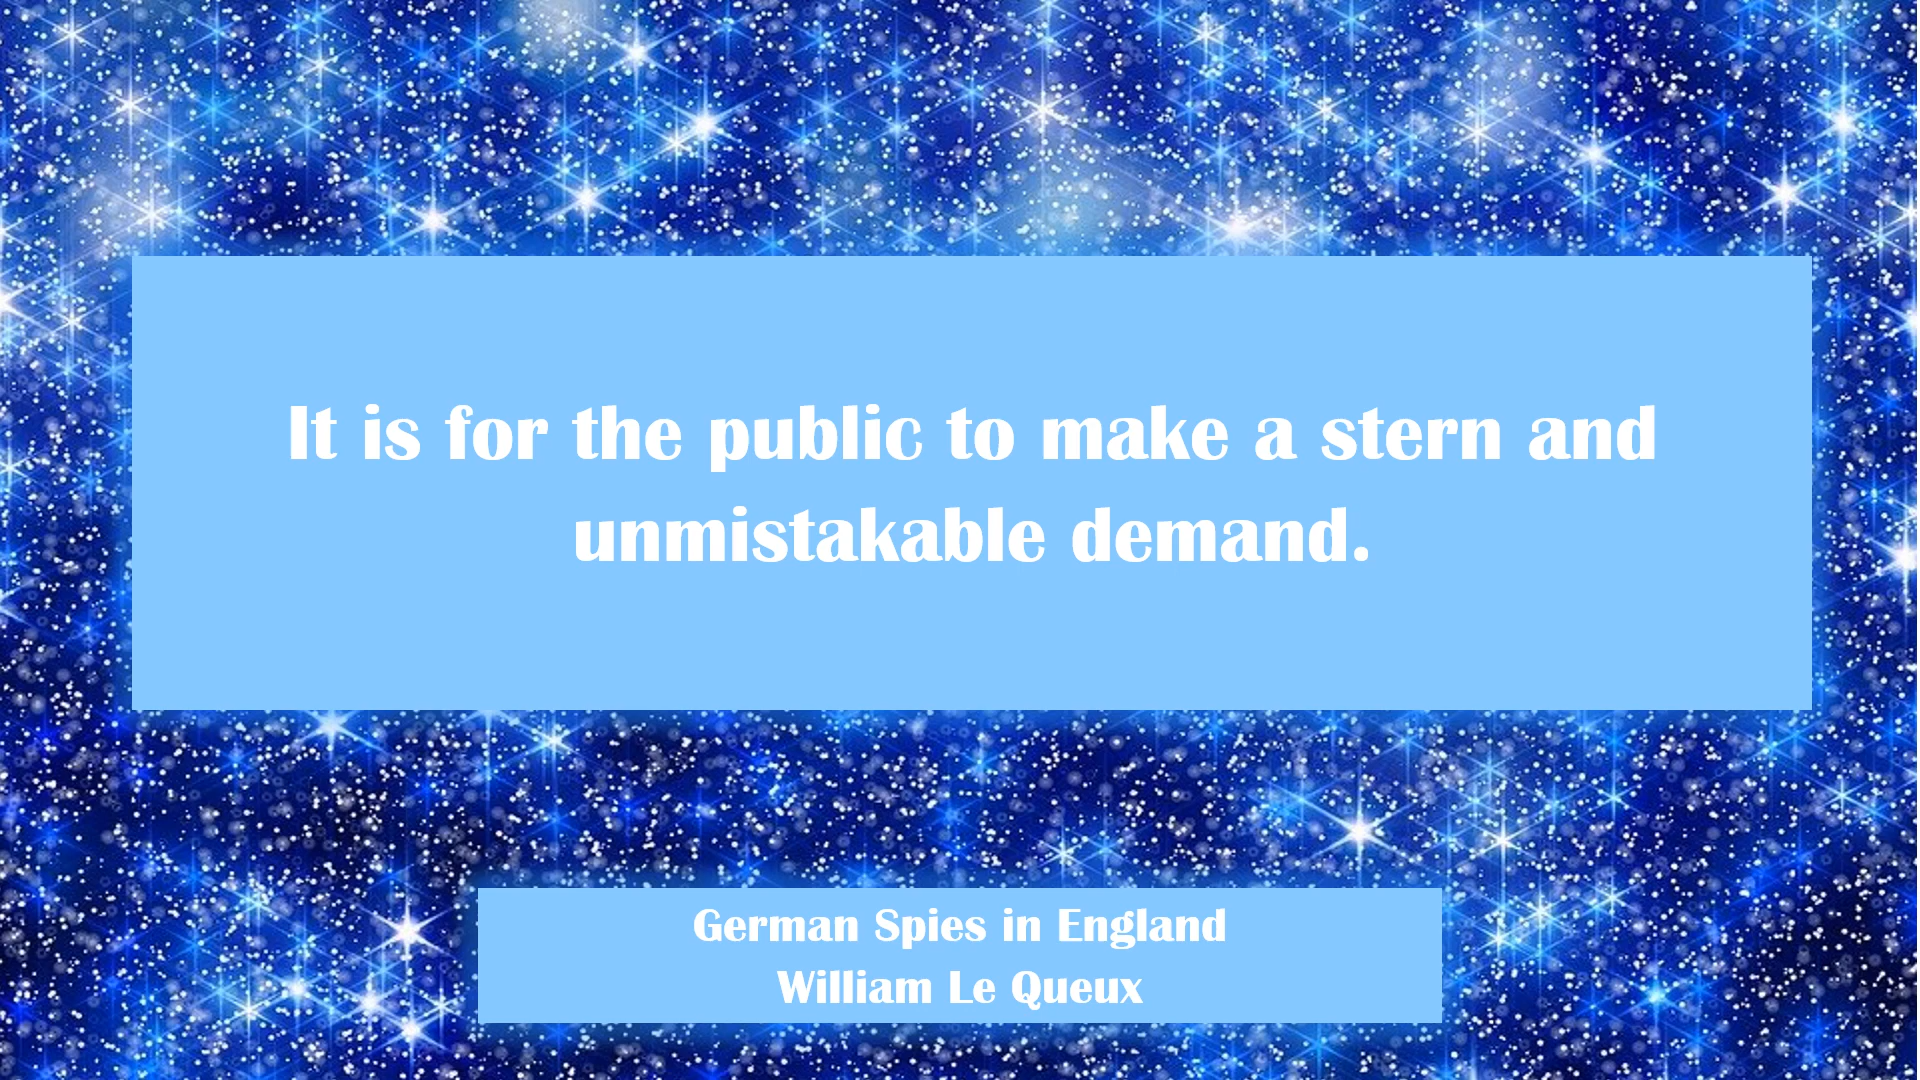 It is for the public to make a stern and
unmistakable demand.
German Spies in England
William Le Queux